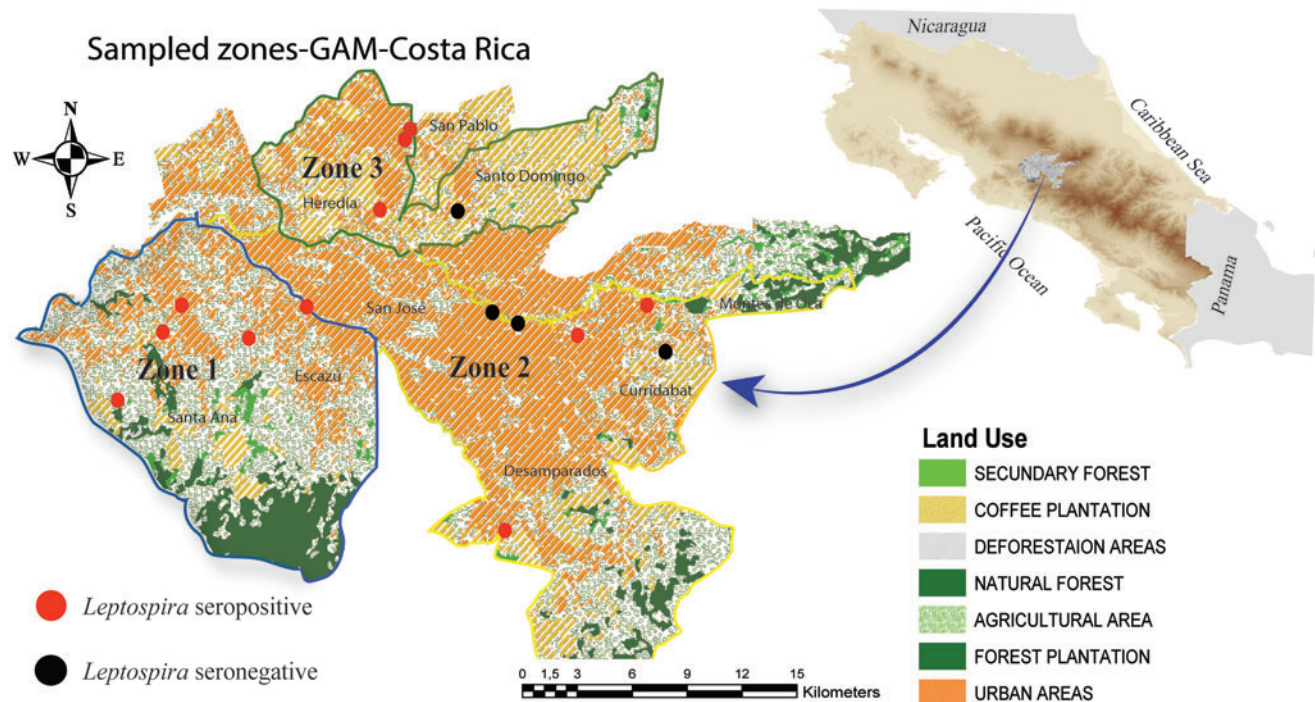 Sampled zones-GAM-Costa Rica
N
W
E
S
Zone 3
San Pablo
Santo Domingo
Heredia
San José
Montes de Oca
Zone 1
Escazú
Santa Ana
Zone 2
Curridabat
Desamparados
Nicaragua
Caribbean Sea
Pacific Ocean
Panama
Leptospira seropositive
Leptospira seronegative
0 1,5 3 6 9 12 15
Kilometers
Land Use
SECUNDARY FOREST
COFFEE PLANTATION
DEFORESTAION AREAS
NATURAL FOREST
AGRICULTURAL AREA
FOREST PLANTATION
URBAN AREAS